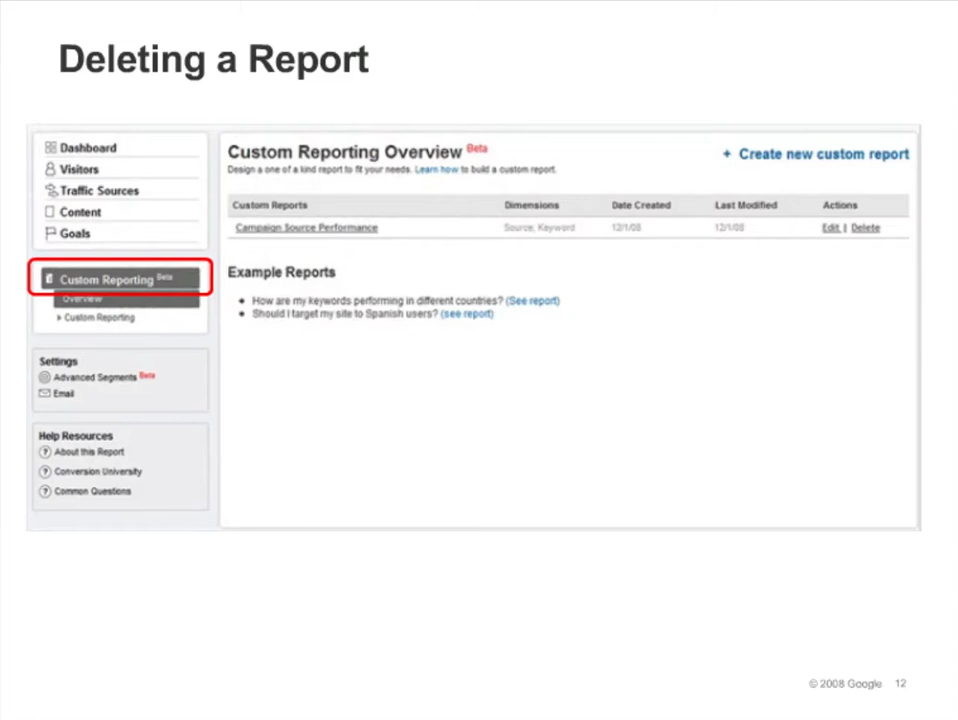 Deleting a Report
Dashboard
Visitors
Traffic Sources
Content
Goals
Custom Reporting Beta
Overview
Custom Reporting
Settings
Advanced Segments Beta
Email
Help Resources
About this Report
Conversion University
Common Questions
Custom Reporting Overview Beta
+ Create new custom report
Design a one of a kind report to fit your needs. Learn how to build a custom report.
Custom Reports Dimensions Date Created Last Modified Actions
Campaign Source Performance Source, Keyword 12/1/08 12/1/08 Edit | Delete
Example Reports
How are my keywords performing in different countries? (See report)
Should I target my site to Spanish users? (see report)
© 2008 Google 12